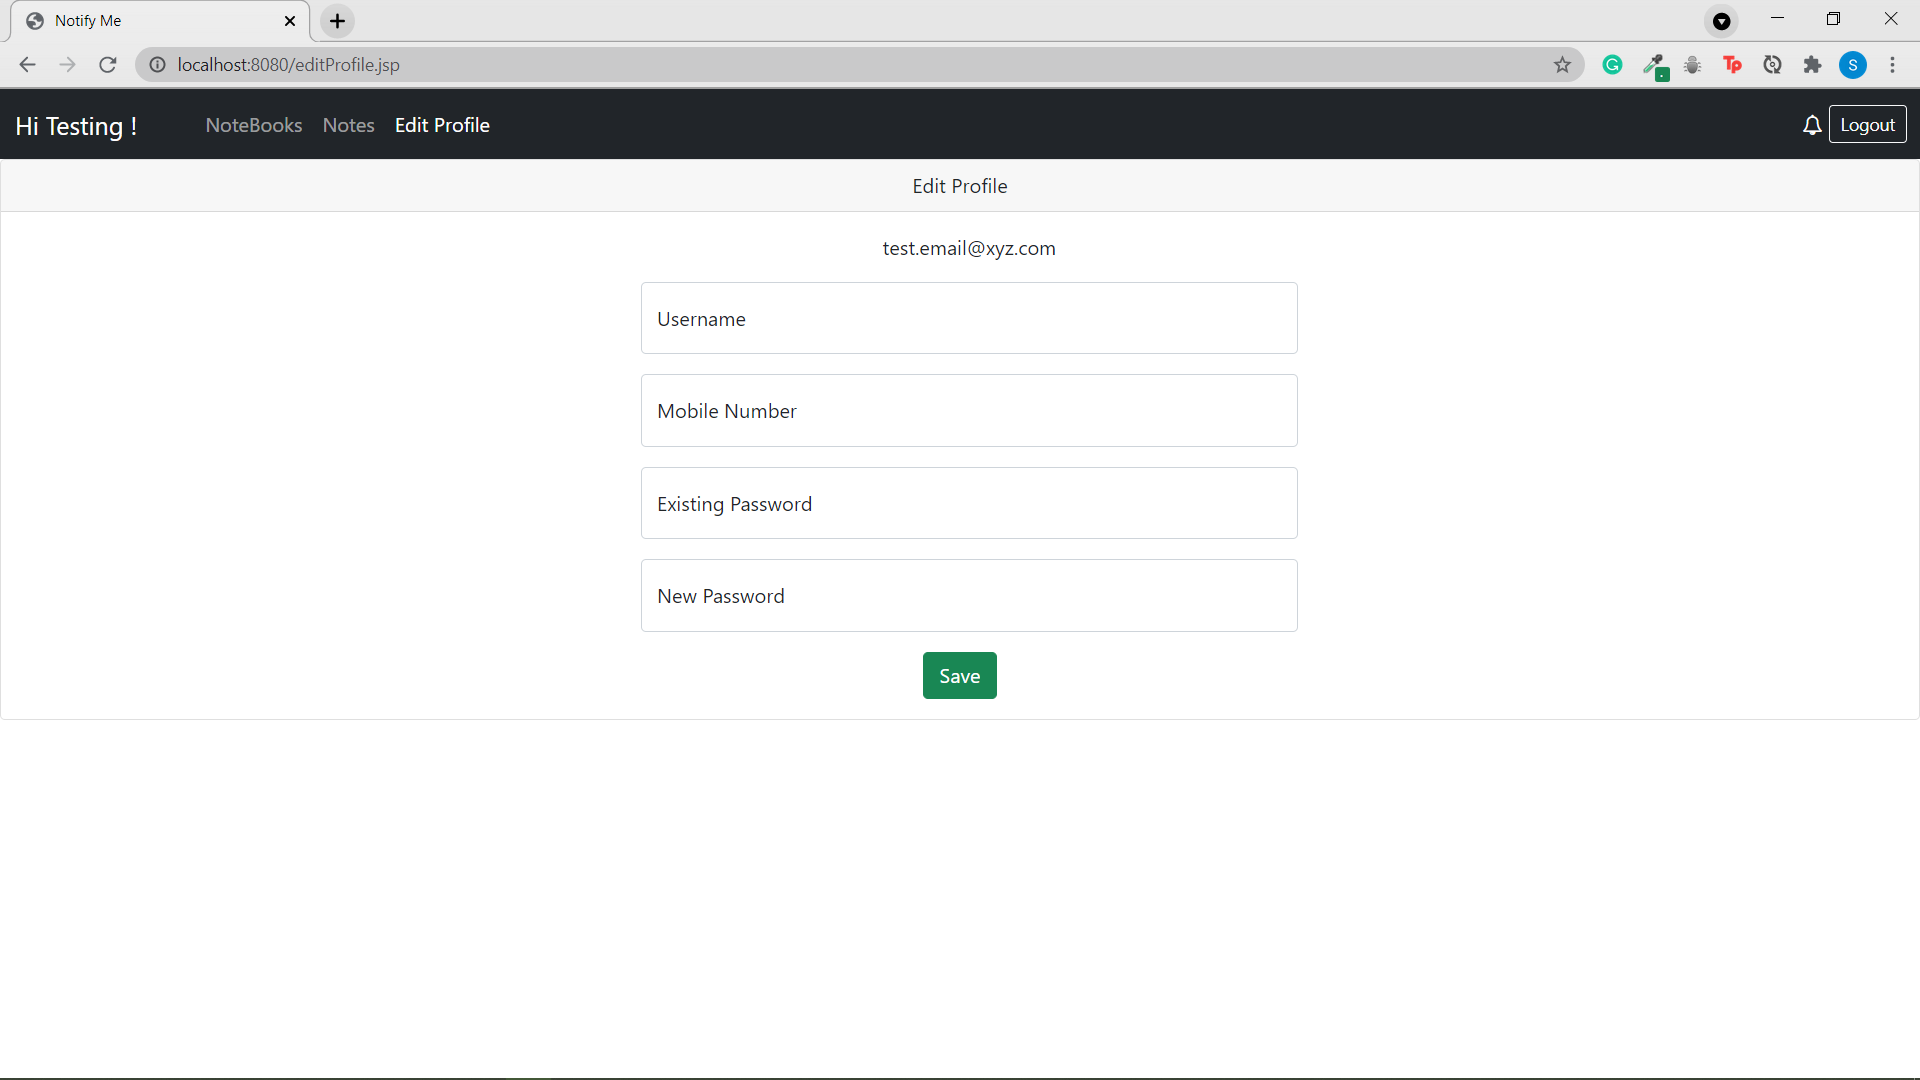 Notify Me
localhost:8080/editProfile.jsp
Tp
S
Hi Testing !
NoteBooks
Notes
Edit Profile
Logout
Edit Profile
test.email@xyz.com
Username
Mobile Number
Existing Password
New Password
Save